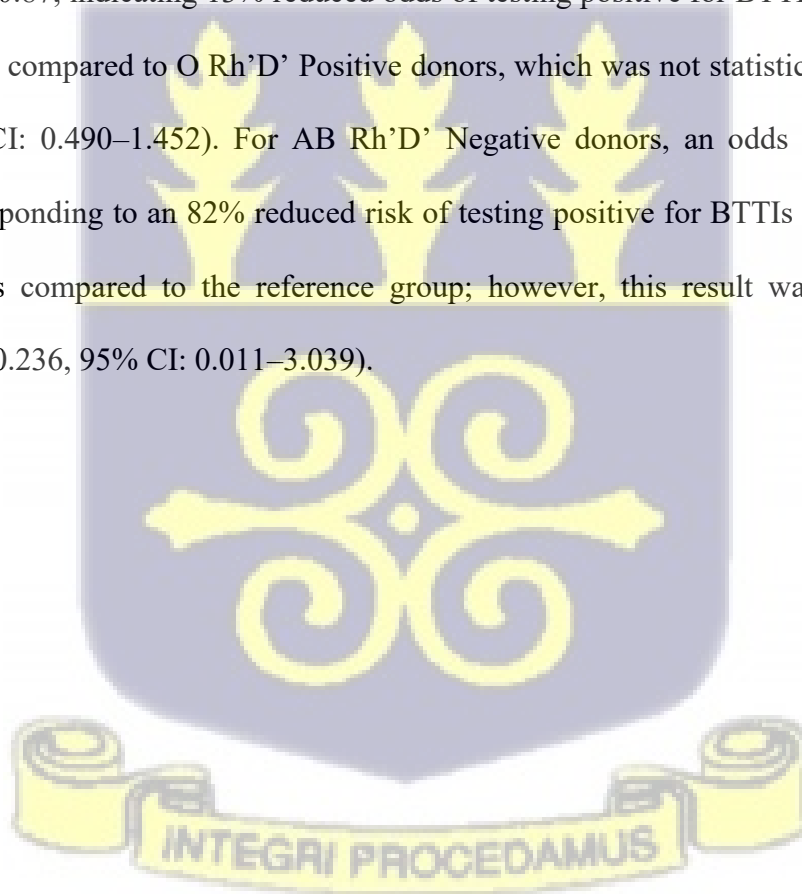 compared to O Rh’D’ Positive donors, which was not statistic
CI: 0.490–1.452). For AB Rh’D’ Negative donors, an odds
ponding to an 82% reduced risk of testing positive for BTTIs
s compared to the reference group; however, this result wa
0.236, 95% CI: 0.011–3.039).
INTEGRI PROCEDAMUS